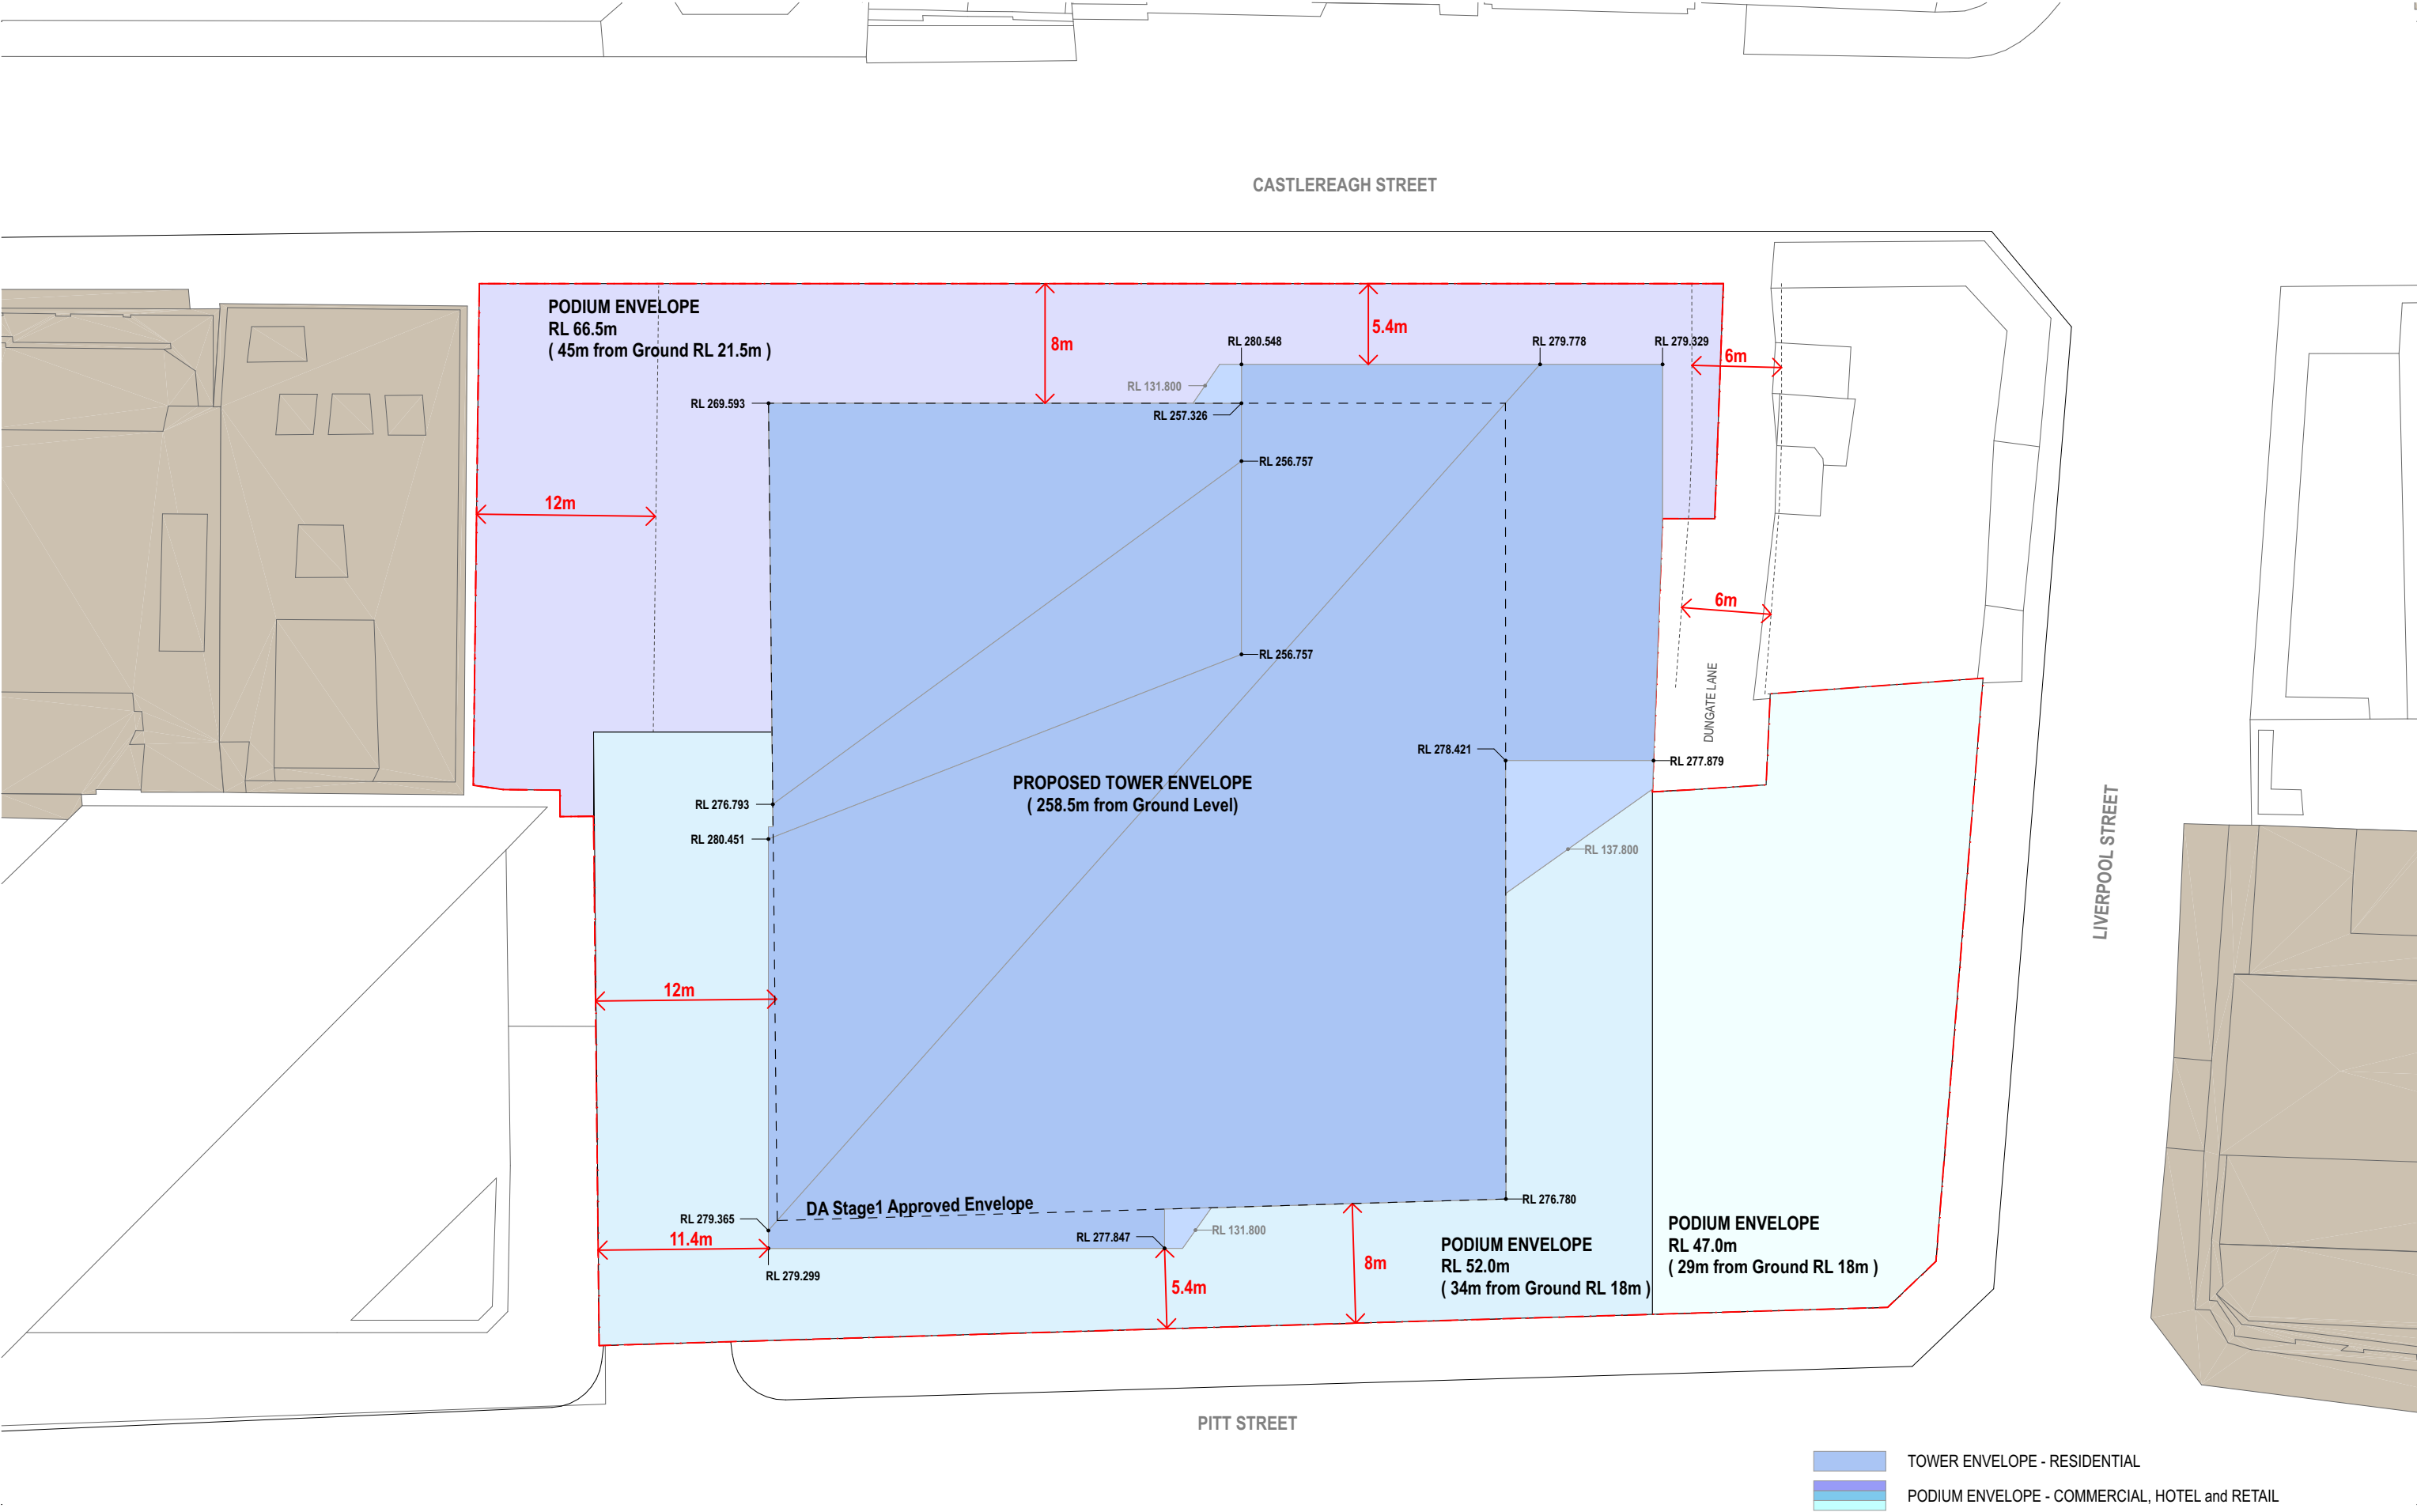 CASTLEREAGH STREET
PODIUM ENVELOPE
RL 66.5m
( 45m from Ground RL 21.5m )
8m
5.4m
RL 280.548
RL 279.778
RL 279.329
6m
RL 131.800
RL 269.593
RL 257.326
RL 256.757
12m
6m
RL 256.757
DUNGATE LANE
RL 278.421
RL 277.879
PROPOSED TOWER ENVELOPE
( 258.5m from Ground Level)
RL 276.793
RL 280.451
RL 137.800
LIVERPOOL STREET
12m
DA Stage1 Approved Envelope
RL 276.780
RL 279.365
11.4m
RL 277.847
RL 131.800
RL 279.299
5.4m
8m
PODIUM ENVELOPE
RL 52.0m
( 34m from Ground RL 18m )
PODIUM ENVELOPE
RL 47.0m
( 29m from Ground RL 18m )
PITT STREET
TOWER ENVELOPE - RESIDENTIAL
PODIUM ENVELOPE - COMMERCIAL, HOTEL and RETAIL